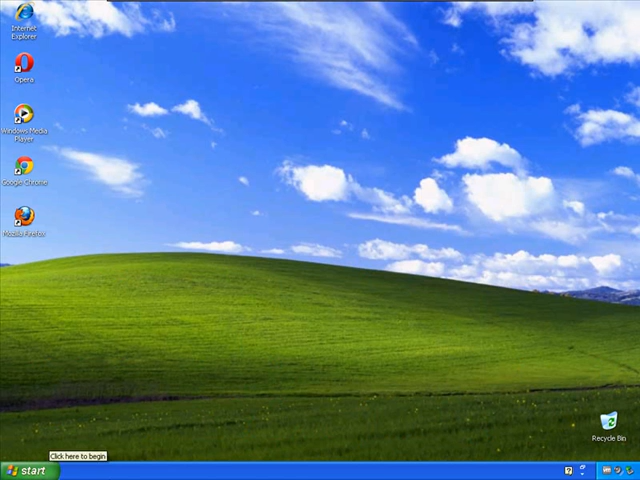 Internet
Explorer
Opera
Windows Media
Player
Google Chrome
Mozilla Firefox
Recycle Bin
Click here to begin
start